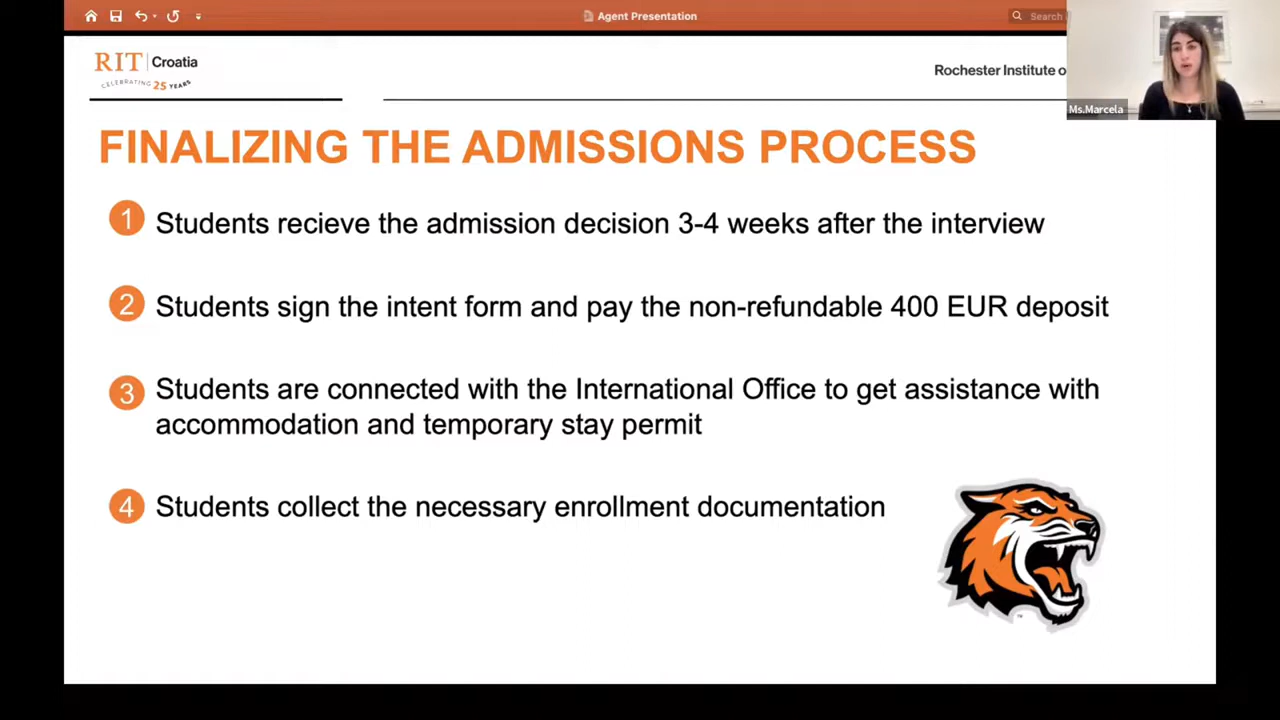 Agent Presentation
Search
RIT Croatia
CELEBRATING 25 YEARS
Rochester Institute o
Ms.Marcela
FINALIZING THE ADMISSIONS PROCESS
1 Students recieve the admission decision 3-4 weeks after the interview
2 Students sign the intent form and pay the non-refundable 400 EUR deposit
3 Students are connected with the International Office to get assistance with
accommodation and temporary stay permit
4 Students collect the necessary enrollment documentation
TM